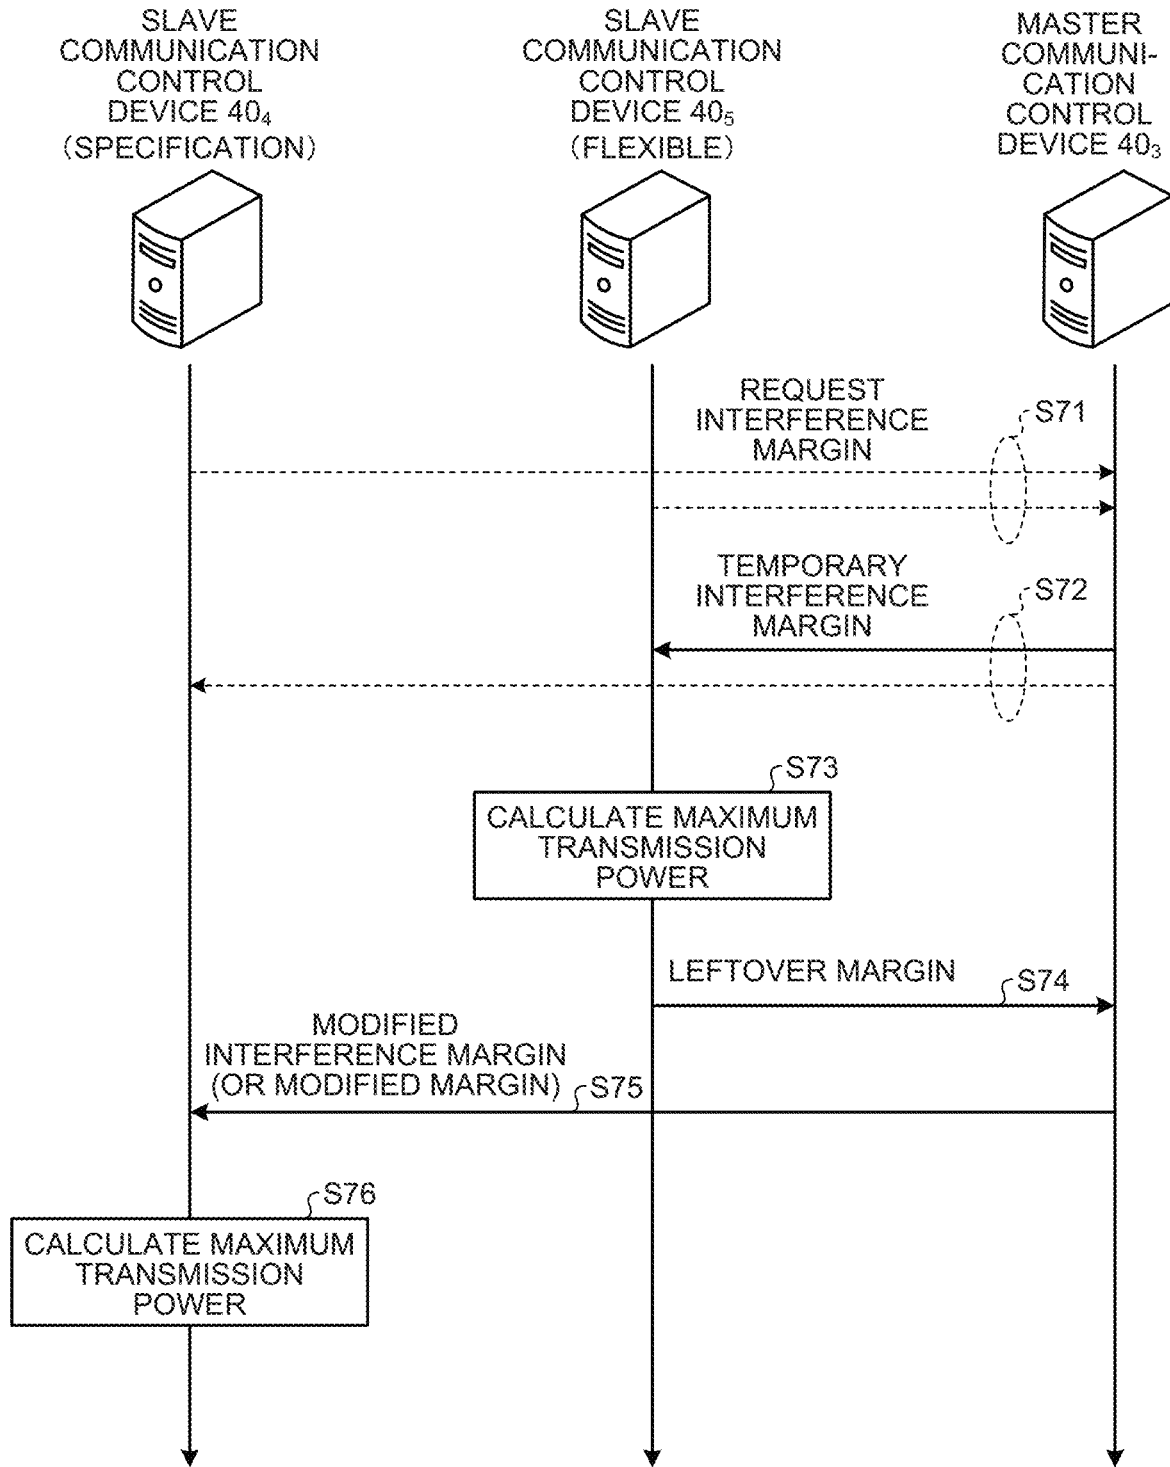 SLAVE
COMMUNICATION
CONTROL
DEVICE 40₄
(SPECIFICATION)
SLAVE
COMMUNICATION
CONTROL
DEVICE 40₅
(FLEXIBLE)
MASTER
COMMUNI-
CATION
CONTROL
DEVICE 40₃
REQUEST
INTERFERENCE
MARGIN
S71
TEMPORARY
INTERFERENCE
MARGIN
S72
S73
CALCULATE MAXIMUM
TRANSMISSION
POWER
LEFTOVER MARGIN
S74
MODIFIED
INTERFERENCE MARGIN
(OR MODIFIED MARGIN)
S75
S76
CALCULATE MAXIMUM
TRANSMISSION
POWER